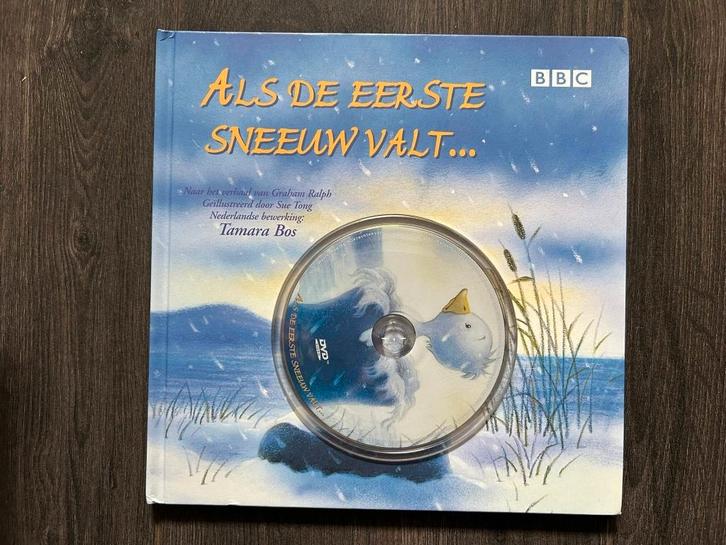 ALS DE EERSTE
SNEEUW VALT...
BBC
Naar het verhaal van Graham Ralph
Geïllustreerd door Sue Tong
Nederlandse bewerking:
Tamara Bos
ALS DE EERSTE SNEEUW VALT...
DVD